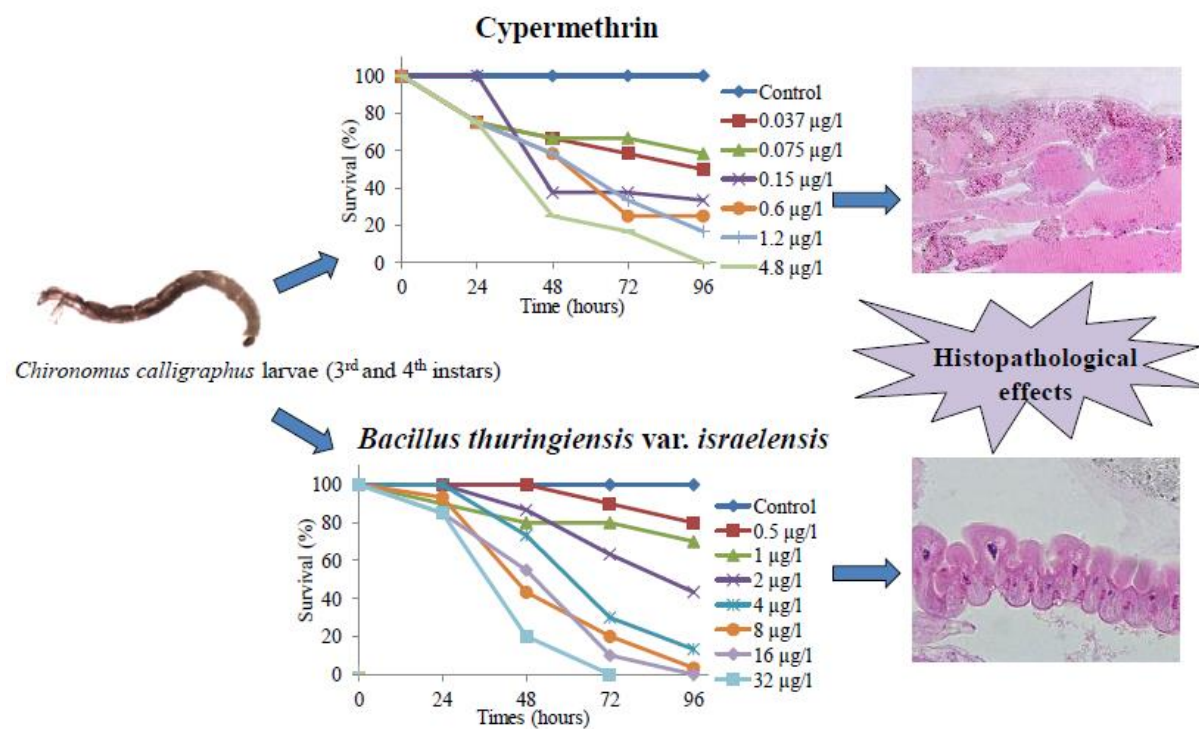 Cypermethrin
100
80
60
40
20
0
Survival (%)
0 24 48 72 96
Time (hours)
Control
0.037 µg/l
0.075 µg/l
0.15 µg/l
0.6 µg/l
1.2 µg/l
4.8 µg/l
Chironomus calligraphus larvae (3rd and 4th instars)
Histopathological
effects
Bacillus thuringiensis var. israelensis
100
80
60
40
20
0
Survival (%)
0 24 48 72 96
Times (hours)
Control
0.5 µg/l
1 µg/l
2 µg/l
4 µg/l
8 µg/l
16 µg/l
32 µg/l